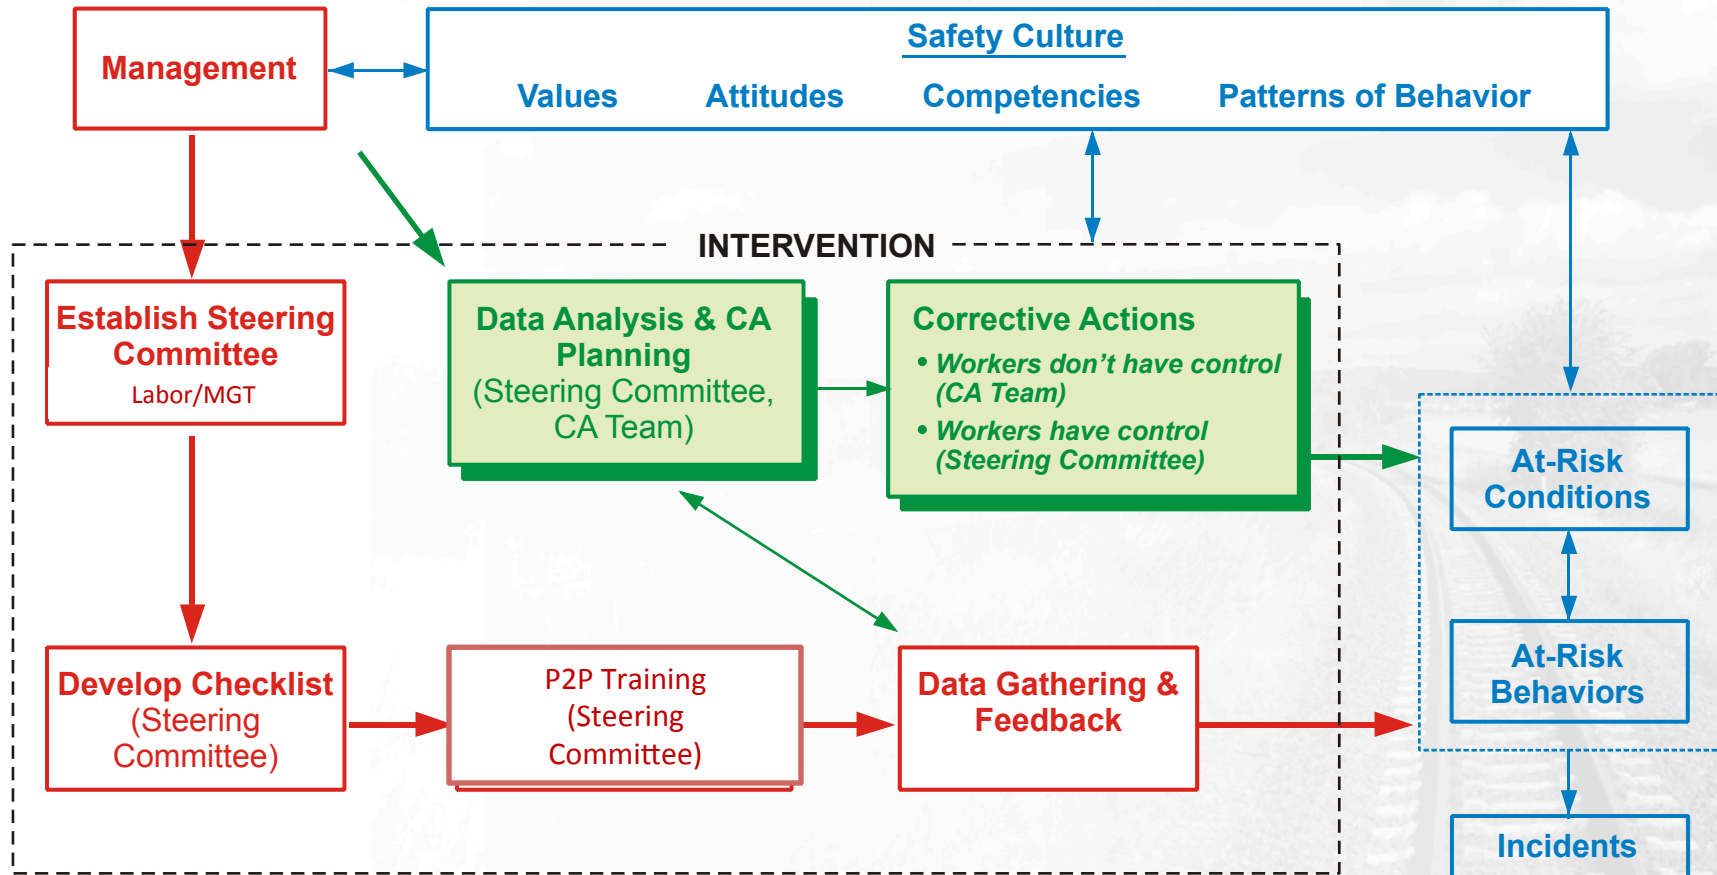 Management
Safety Culture
Values Attitudes Competencies Patterns of Behavior
INTERVENTION
Establish Steering
Committee
Labor/MGT
Data Analysis & CA
Planning
(Steering Committee,
CA Team)
Corrective Actions
• Workers don’t have control
(CA Team)
• Workers have control
(Steering Committee)
At-Risk
Conditions
Develop Checklist
(Steering
Committee)
P2P Training
(Steering
Committee)
Data Gathering &
Feedback
At-Risk
Behaviors
Incidents